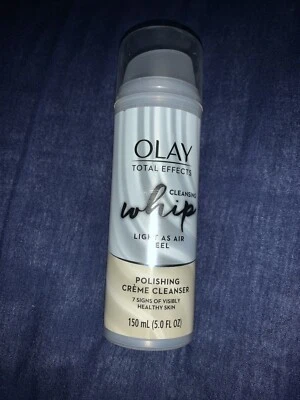 OLAY
TOTAL EFFECTS
CLEANSING
whip
LIGHT AS AIR
FEEL
POLISHING
CRÈME CLEANSER
7 SIGNS OF VISIBLY
HEALTHY SKIN
150 mL (5.0 FL OZ)